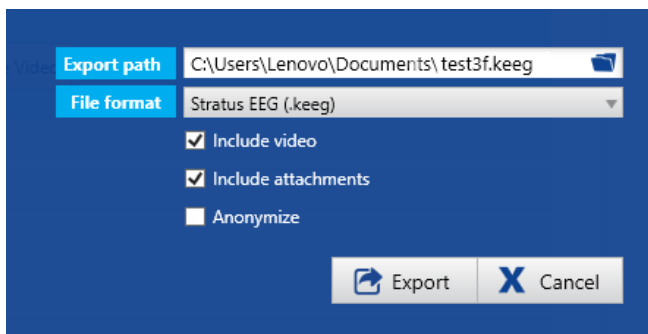 Video
Export path C:\Users\Lenovo\Documents\test3f.keeg
File format Stratus EEG (.keeg)
Include video
Include attachments
Anonymize
Export X Cancel